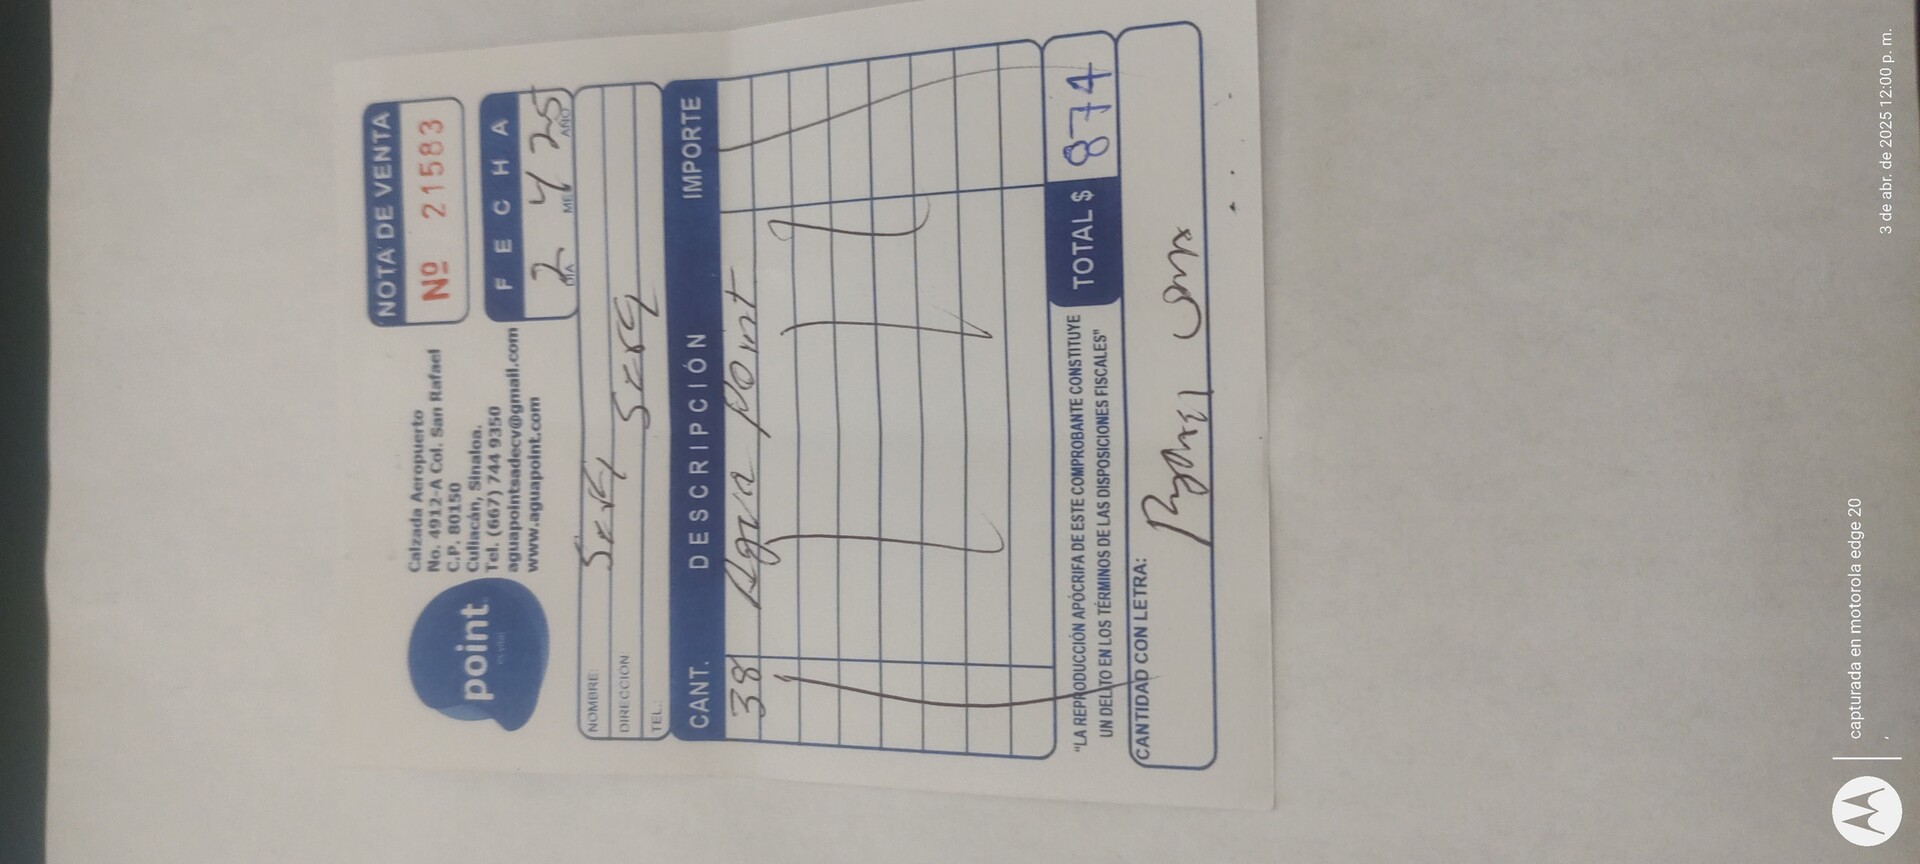 point
Calzada Aeropuerto
No. 4912-A Col. San Rafael
C.P. 80150
Culiacán, Sinaloa.
Tel. (667) 744 9350
aguapointsadecv@gmail.com
www.aguapoint.com
NOTA DE VENTA
Nº 21583
FECHA
2 4 25
DÍA MES AÑO
NOMBRE:
DIRECCIÓN
TEL.:
CANT. DESCRIPCIÓN IMPORTE
38 Agua Point
"LA REPRODUCCIÓN APÓCRIFA DE ESTE COMPROBANTE CONSTITUYE
UN DELITO EN LOS TÉRMINOS DE LAS DISPOSICIONES FISCALES"
TOTAL $ 874
CANTIDAD CON LETRA:
capturada en motorola edge 20
3 de abr. de 2025 12:00 p. m.